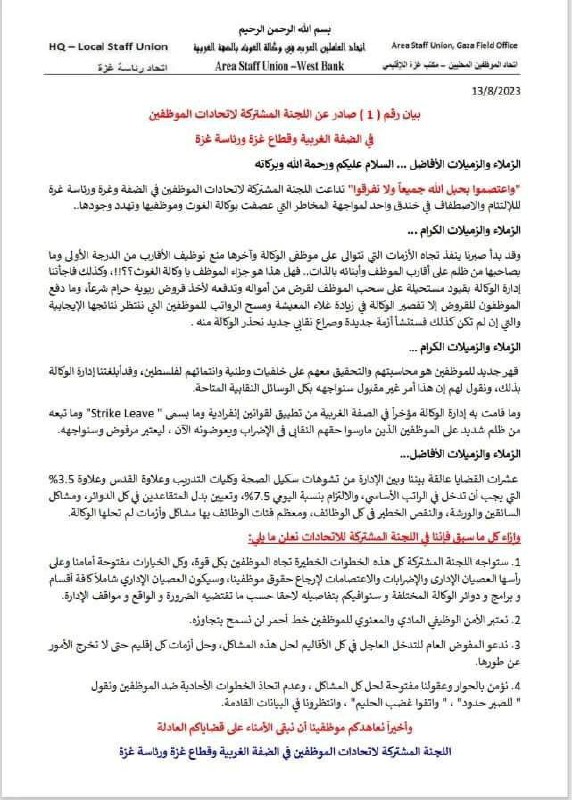 بسم الله الرحمن الرحيم
HQ – Local Staff Union
اتحاد العاملين العرب في وكالة الغوث بالضفة الغربية
Area Staff Union, Gaza Field Office
اتحاد رئاسة غزة
Area Staff Union –West Bank
اتحاد الموظفين المحليين – مكتب غزة الإقليمي
13/8/2023
بيان رقم ( 1 ) صادر عن اللجنة المشتركة لاتحادات الموظفين
في الضفة الغربية وقطاع غزة ورئاسة غزة
الزملاء والزميلات الأفاضل ... السلام عليكم ورحمة الله وبركاته
"واعتصموا بحبل الله جميعاً ولا تفرقوا" تداعت اللجنة المشتركة لاتحادات الموظفين في الضفة وغزة ورئاسة غزة
للإلتئام والاصطفاف في خندق واحد لمواجهة المخاطر التي عصفت بوكالة الغوث وموظفيها وتهدد وجودها..
الزملاء والزميلات الكرام ...
وقد بدأ صبرنا ينفذ تجاه الأزمات التي تتوالى على موظفي الوكالة وآخرها منع توظيف الأقارب من الدرجة الأولى وما
يصاحبها من ظلم على أقارب الموظف وأبنائه بالذات.. فهل هذا هو جزاء الموظف يا وكالة الغوث؟؟!!، وكذلك فاجأتنا
إدارة الوكالة بقيود مستحيلة على سحب الموظف لقرض من أمواله وتدفعه لأخذ قروض ربوية حرام شرعاً، وما دفع
الموظفون للقروض إلا تقصير الوكالة في زيادة غلاء المعيشة ومسح الرواتب للموظفين التي ننتظر نتائجها الإيجابية
والتي إن لم تكن كذلك فستنشأ أزمة جديدة وصراع نقابي جديد نحذر الوكالة منه .
الزملاء والزميلات الكرام ...
قهر جديد للموظفين هو محاسبتهم والتحقيق معهم على خلفيات وطنية وانتمائهم لفلسطين، وقد أبلغتنا إدارة الوكالة
بذلك، ونقول لهم إن هذا أمر غير مقبول سنواجهه بكل الوسائل النقابية المتاحة.
وما قامت به إدارة الوكالة مؤخراً في الضفة الغربية من تطبيق لقوانين إنفرادية وما يسمى " Strike Leave" وما تبعه
من ظلم شديد على الموظفين الذين مارسوا حقهم النقابي في الإضراب ويعوضونه الآن ، ليعتبر مرفوض وسنواجهه.
الزملاء والزميلات الأفاضل...
عشرات القضايا عالقة بيننا وبين الإدارة من تشوهات سكيل الصحة وكليات التدريب وعلاوة القدس وعلاوة 3.5%
التي يجب أن تدخل في الراتب الأساسي، والالتزام بنسبة اليومي 7.5%، وتعيين بدل المتقاعدين في كل الدوائر، ومشاكل
السائقين والورشة، والنقص الخطير في كل الوظائف، ومعظم فئات الوظائف بها مشاكل وأزمات لم تحلها الوكالة.
وإزاء كل ما سبق فإننا في اللجنة المشتركة للاتحادات نعلن ما يلي:
1. ستواجه اللجنة المشتركة كل هذه الخطوات الخطيرة تجاه الموظفين بكل قوة، وكل الخيارات مفتوحة أمامنا وعلى
رأسها العصيان الإداري والإضرابات والاعتصامات لإرجاع حقوق موظفينا، وسيكون العصيان الإداري شاملاً كافة أقسام
و برامج و دوائر الوكالة المختلفة و سنوافيكم بتفاصيله لاحقا حسب ما تقتضيه الضرورة و الواقع و مواقف الإدارة.
2. نعتبر الأمن الوظيفي المادي والمعنوي للموظفين خط أحمر لن نسمح بتجاوزه.
3. ندعو المفوض العام للتدخل العاجل في كل الأقاليم لحل هذه المشاكل، وحل أزمات كل إقليم حتى لا تخرج الأمور
عن طورها.
4. نؤمن بالحوار وعقولنا مفتوحة لحل كل المشاكل ، وعدم اتخاذ الخطوات الأحادية ضد الموظفين ونقول
" للصبر حدود" ، " واتقوا غضب الحليم" ، وانتظرونا في البيانات القادمة.
وأخيراً نعاهدكم موظفينا أن نبقى الأمناء على قضاياكم العادلة
اللجنة المشتركة لاتحادات الموظفين في الضفة الغربية وقطاع غزة ورئاسة غزة